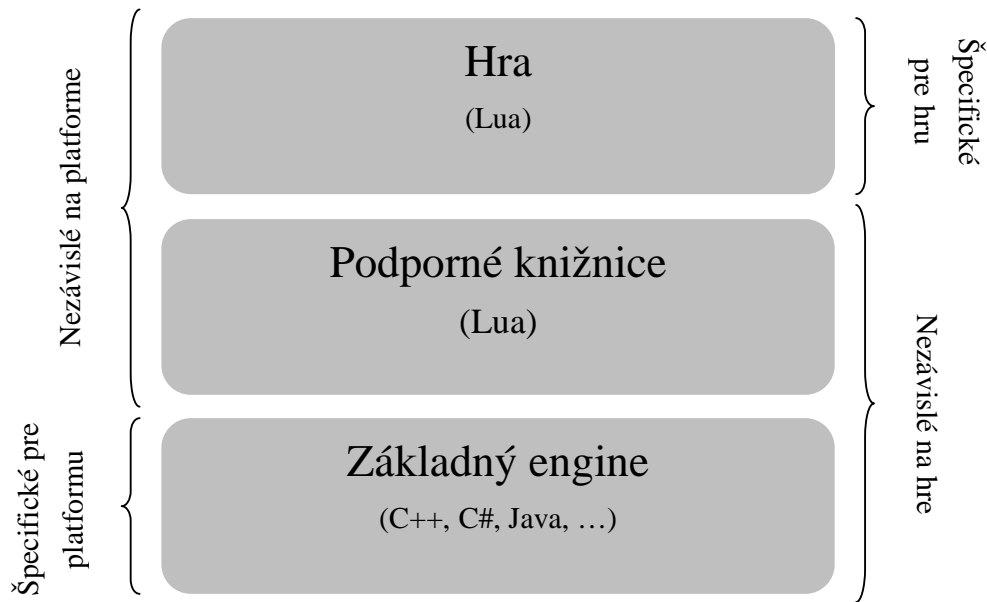 Hra
(Lua)
Podporné knižnice
(Lua)
Základný engine
(C++, C#, Java, …)
Nezávislé na platforme
Špecifické pre
platformu
Špecifické
pre hru
Nezávislé na hre